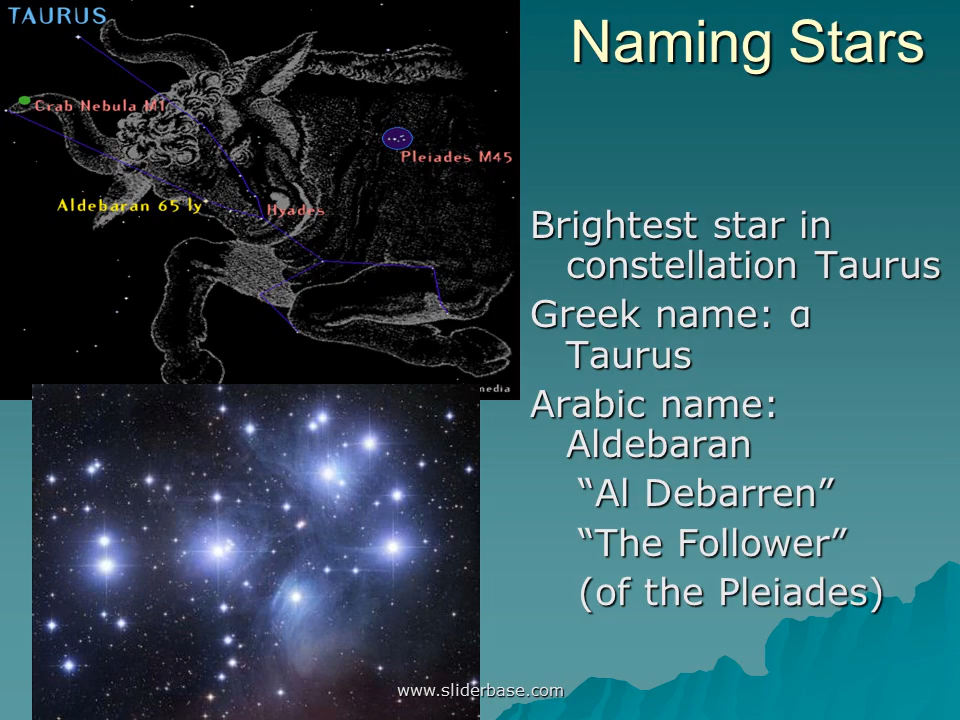 TAURUS
Crab Nebula M1
Pleiades M45
Aldebaran 65 ly
Hyades
media
Naming Stars
Brightest star in
constellation Taurus
Greek name: α
Taurus
Arabic name:
Aldebaran
“Al Debarren”
“The Follower”
(of the Pleiades)
www.sliderbase.com